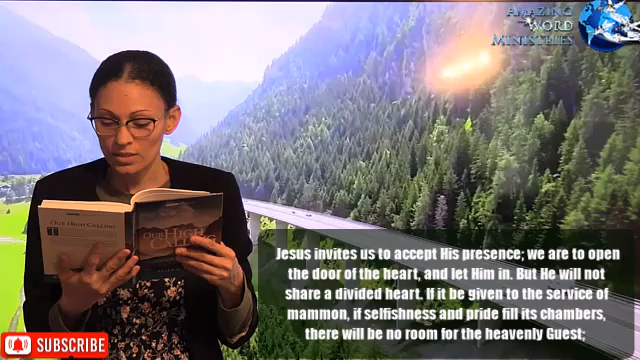 AMAZING
WORD
MINISTRIES
OUR HIGH CALLING
OUR HIGH
CALLING
Jesus invites us to accept His presence; we are to open
the door of the heart, and let Him in. But He will not
share a divided heart. If it be given to the service of
mammon, if selfishness and pride fill its chambers,
there will be no room for the heavenly Guest;
SUBSCRIBE